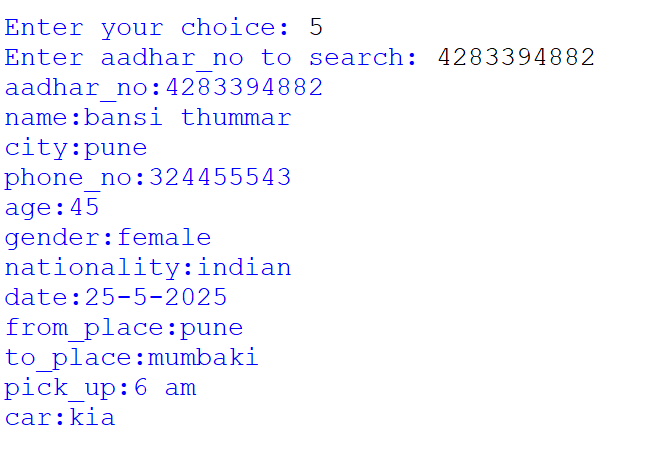 Enter your choice: 5
Enter aadhar_no to search: 4283394882
aadhar_no:4283394882
name:bansi thummar
city:pune
phone_no:324455543
age:45
gender:female
nationality:indian
date:25-5-2025
from_place:pune
to_place:mumbaki
pick_up:6 am
car:kia